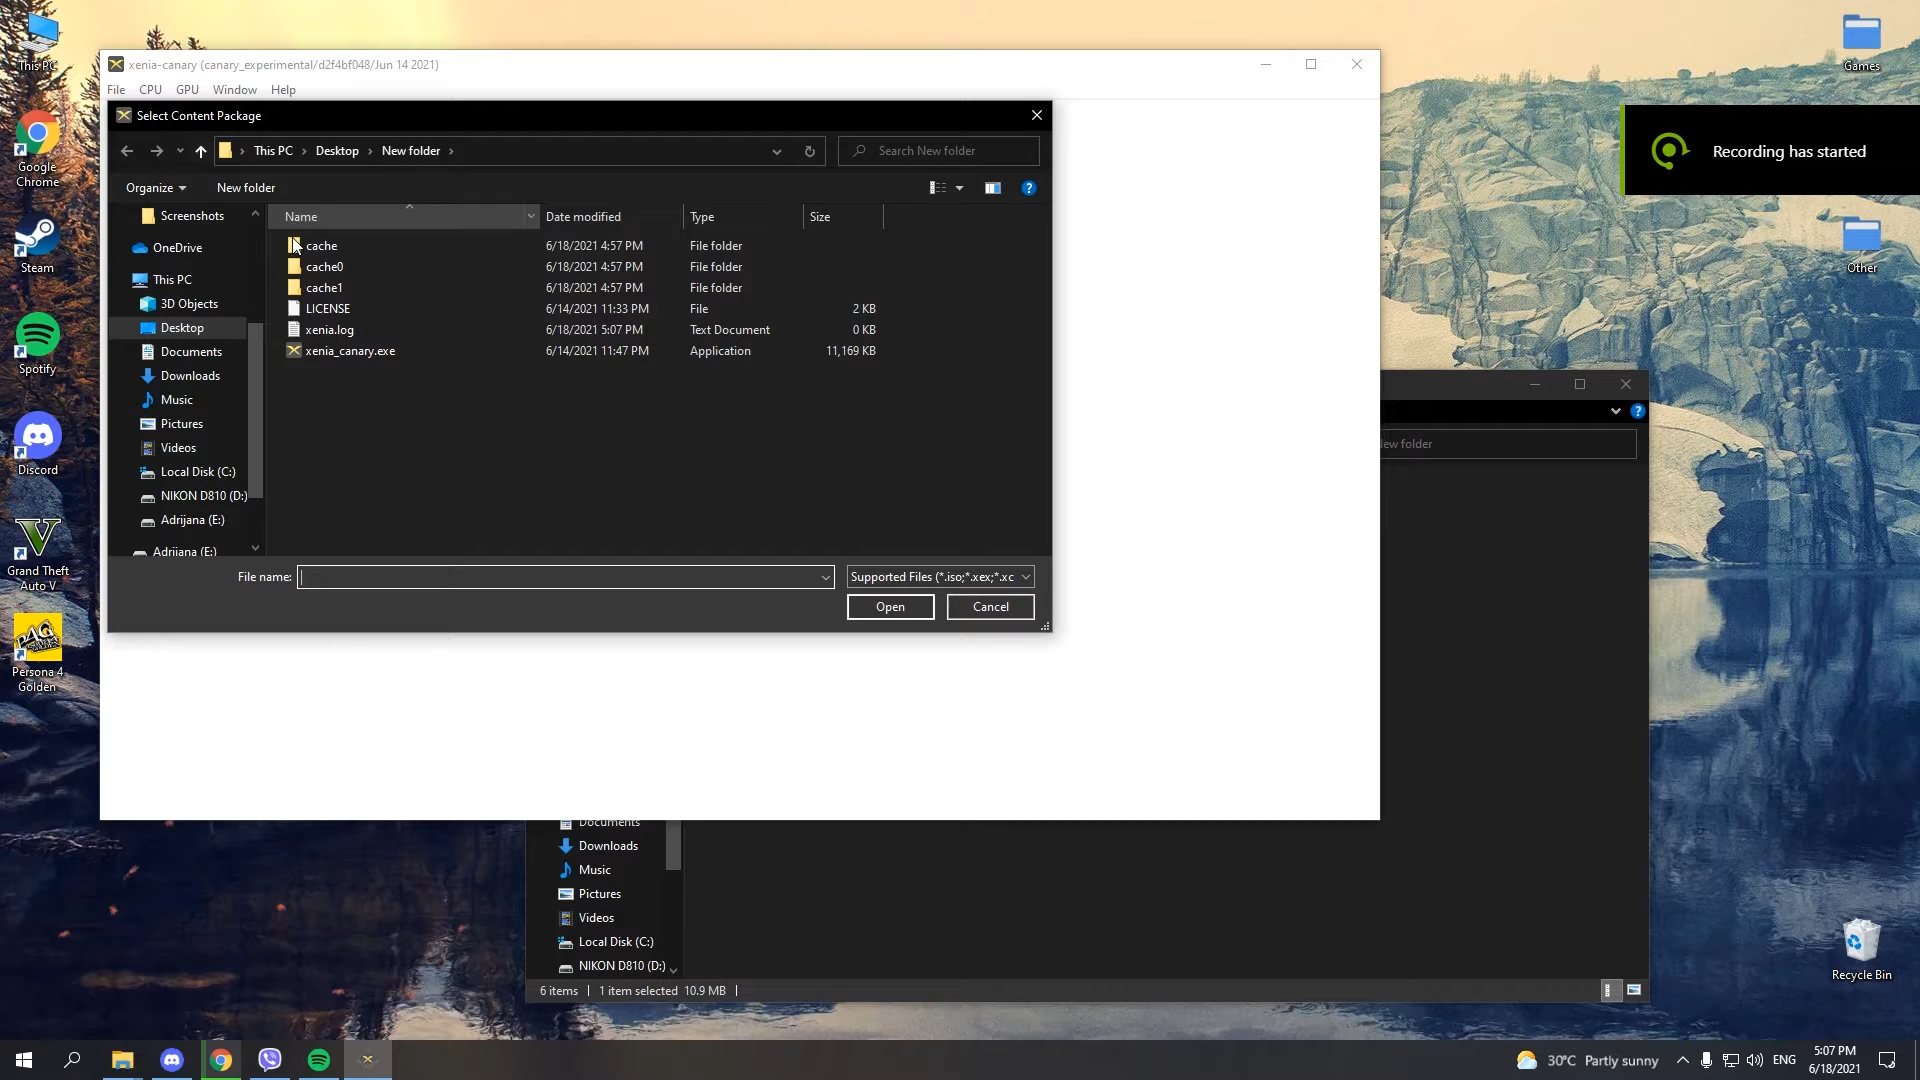 This PC
Google
Chrome
Steam
Spotify
Discord
Grand Theft
Auto V
Persona 4
Golden
Games
Other
Recycle Bin
Recording has started
xenia-canary (canary_experimental/d2f4bf048/Jun 14 2021)
File CPU GPU Window Help
Select Content Package
This PC › Desktop › New folder ›
Search New folder
Organize New folder
Name Date modified Type Size
cache 6/18/2021 4:57 PM File folder
cache0 6/18/2021 4:57 PM File folder
cache1 6/18/2021 4:57 PM File folder
LICENSE 6/14/2021 11:33 PM File 2 KB
xenia.log 6/18/2021 5:07 PM Text Document 0 KB
xenia_canary.exe 6/14/2021 11:47 PM Application 11,169 KB
Screenshots
OneDrive
This PC
3D Objects
Desktop
Documents
Downloads
Music
Pictures
Videos
Local Disk (C:)
NIKON D810 (D:)
Adrijana (E:)
Adrijana (E:)
File name:
Supported Files (*.iso;*.xex;*.xc
Open Cancel
New folder
Documents
Downloads
Music
Pictures
Videos
Local Disk (C:)
NIKON D810 (D:)
6 items 1 item selected 10.9 MB
30°C Partly sunny
ENG
5:07 PM
6/18/2021